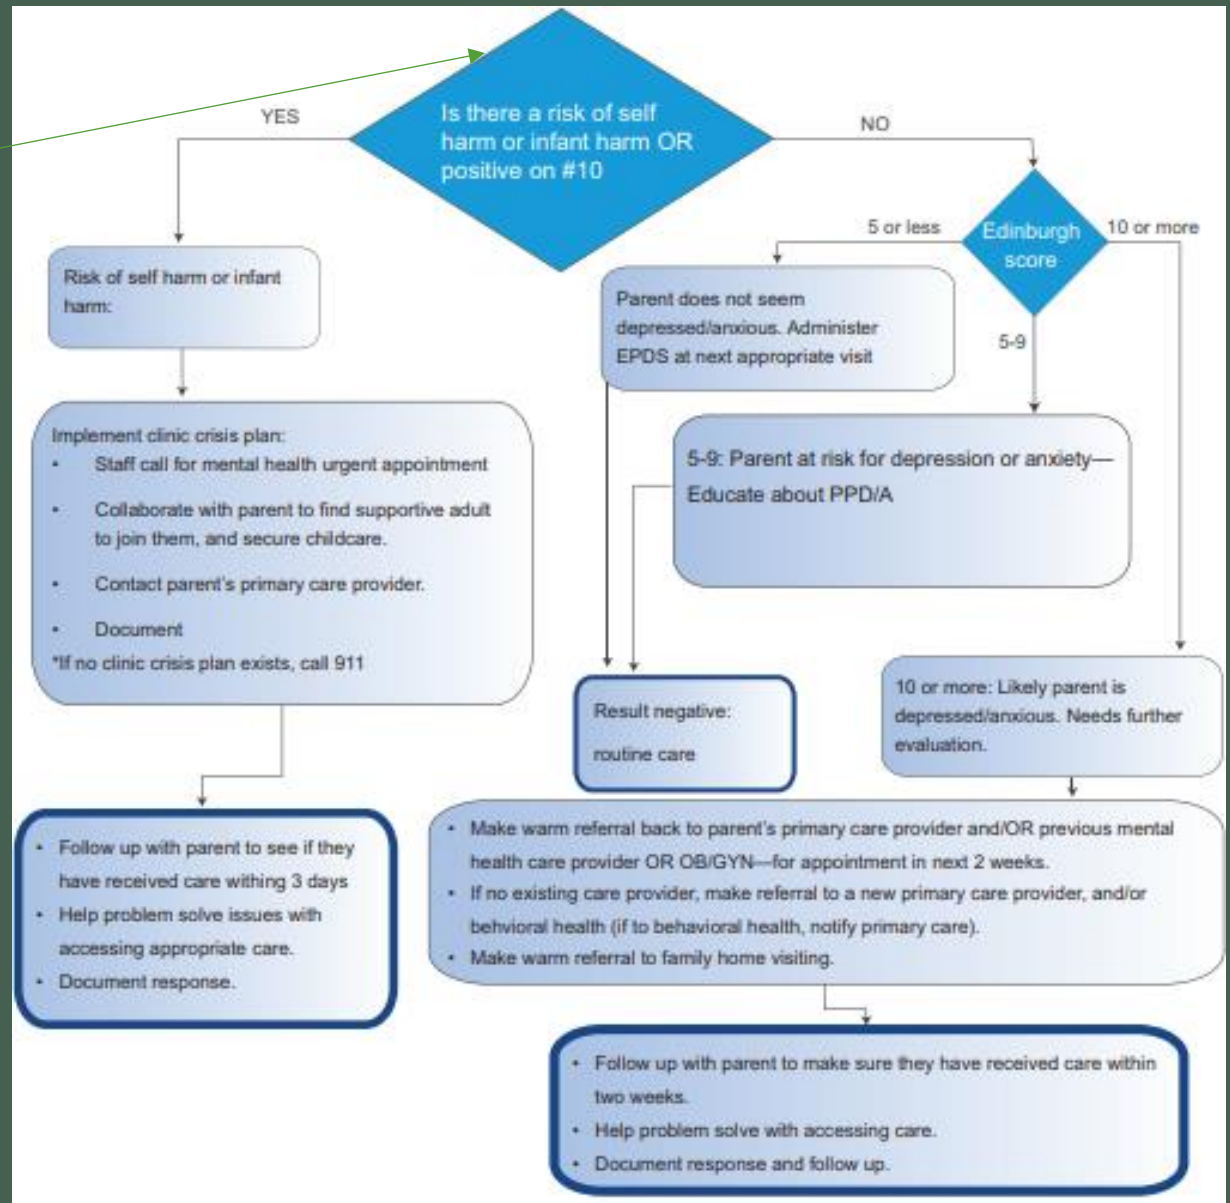 Is there a risk of self
harm or infant harm OR
positive on #10
YES
NO
Risk of self harm or infant
harm:
Implement clinic crisis plan:
• Staff call for mental health urgent appointment
• Collaborate with parent to find supportive adult
to join them, and secure childcare.
• Contact parent's primary care provider.
• Document
*If no clinic crisis plan exists, call 911
• Follow up with parent to see if they
have received care withing 3 days
• Help problem solve issues with
accessing appropriate care.
• Document response.
Edinburgh
score
5 or less
10 or more
5-9
Parent does not seem
depressed/anxious. Administer
EPDS at next appropriate visit
5-9: Parent at risk for depression or anxiety—
Educate about PPD/A
Result negative:
routine care
10 or more: Likely parent is
depressed/anxious. Needs further
evaluation.
• Make warm referral back to parent's primary care provider and/OR previous mental
health care provider OR OB/GYN—for appointment in next 2 weeks.
• If no existing care provider, make referral to a new primary care provider, and/or
behvioral health (if to behavioral health, notify primary care).
• Make warm referral to family home visiting.
• Follow up with parent to make sure they have received care within
two weeks.
• Help problem solve with accessing care.
• Document response and follow up.